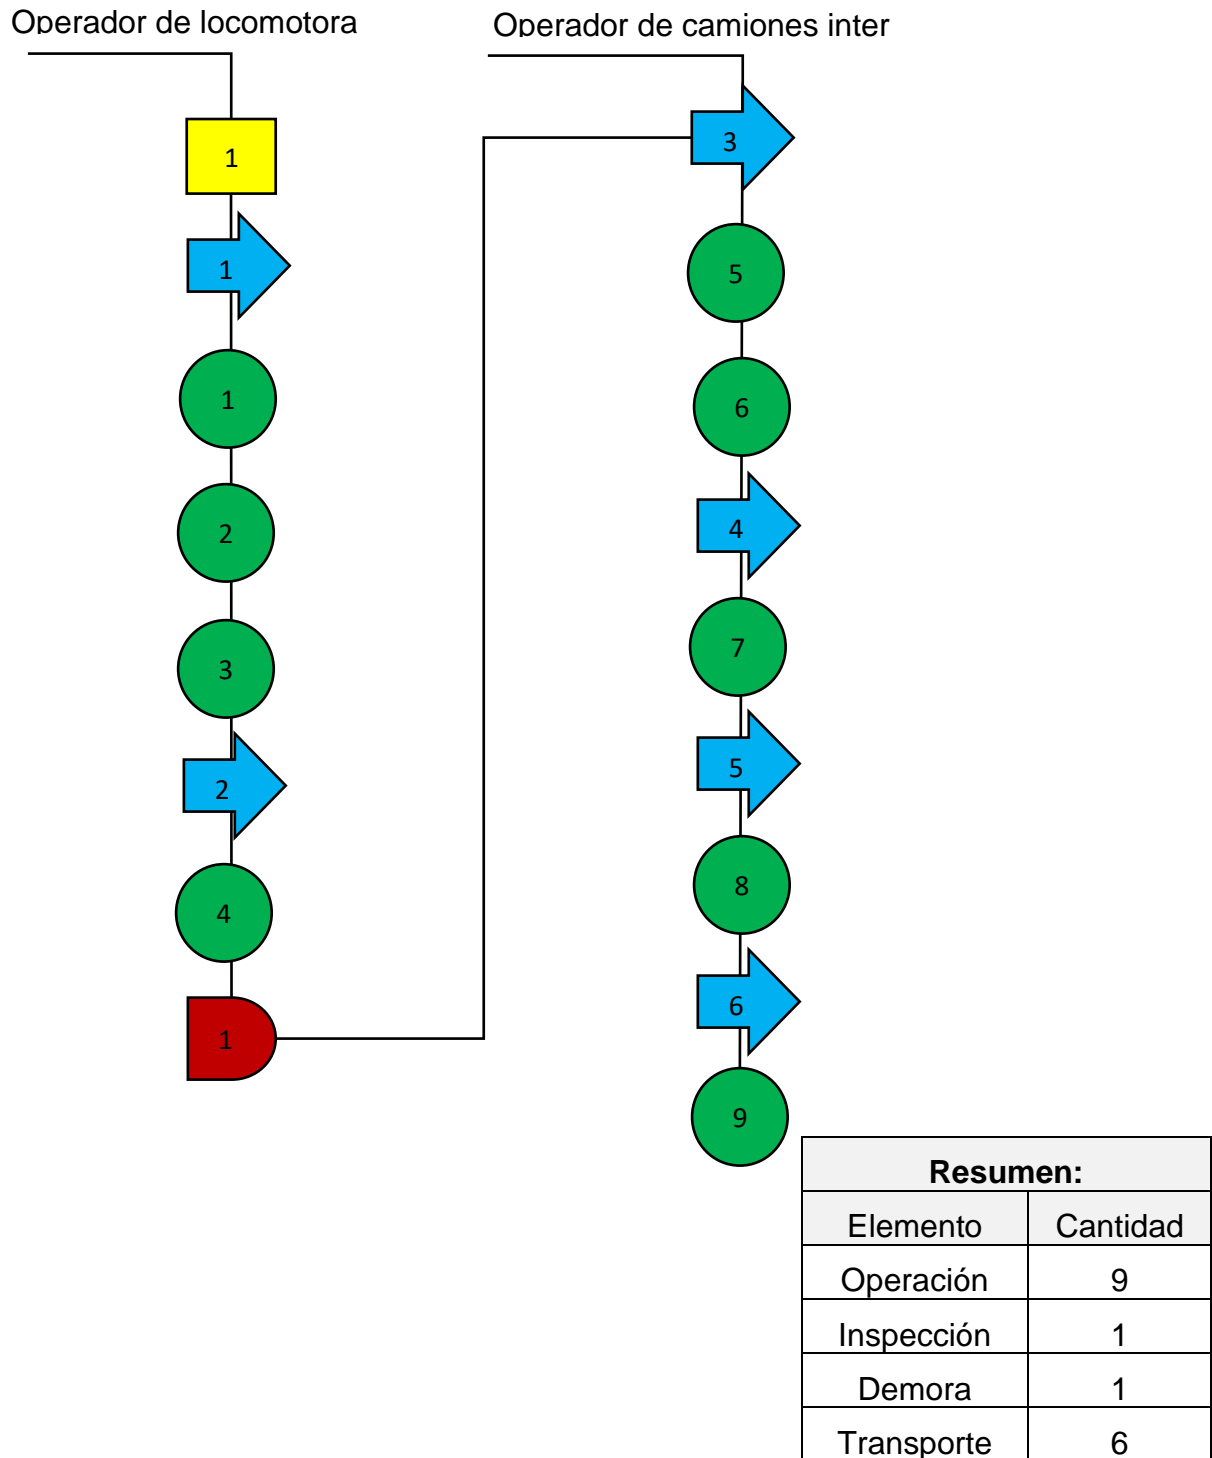 Operador de locomotora
1
1
1
2
3
2
4
1
Operador de camiones inter
3
5
6
4
7
5
8
6
9
Resumen:
Elemento Cantidad
Operación 9
Inspección 1
Demora 1
Transporte 6